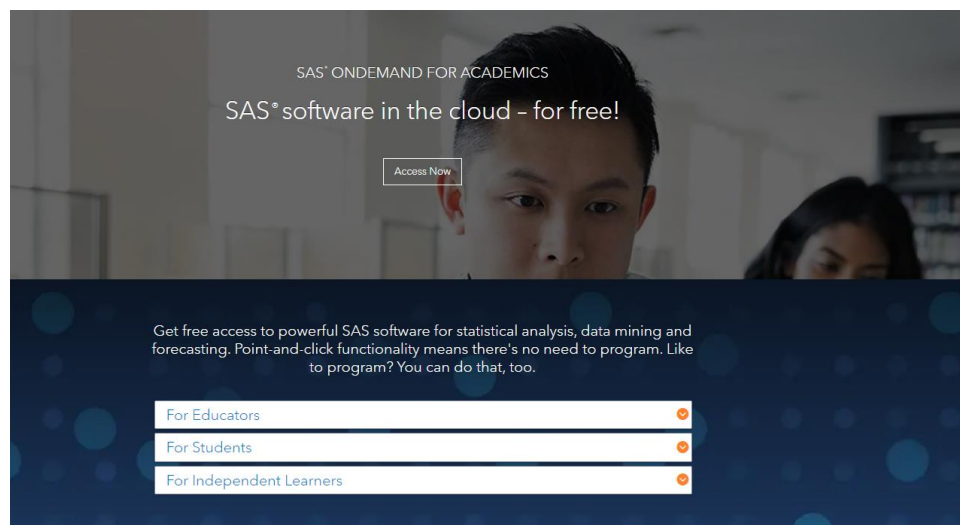 SAS® ONDEMAND FOR ACADEMICS
SAS® software in the cloud – for free!
Access Now
Get free access to powerful SAS software for statistical analysis, data mining and
forecasting. Point-and-click functionality means there's no need to program. Like
to program? You can do that, too.
For Educators
For Students
For Independent Learners